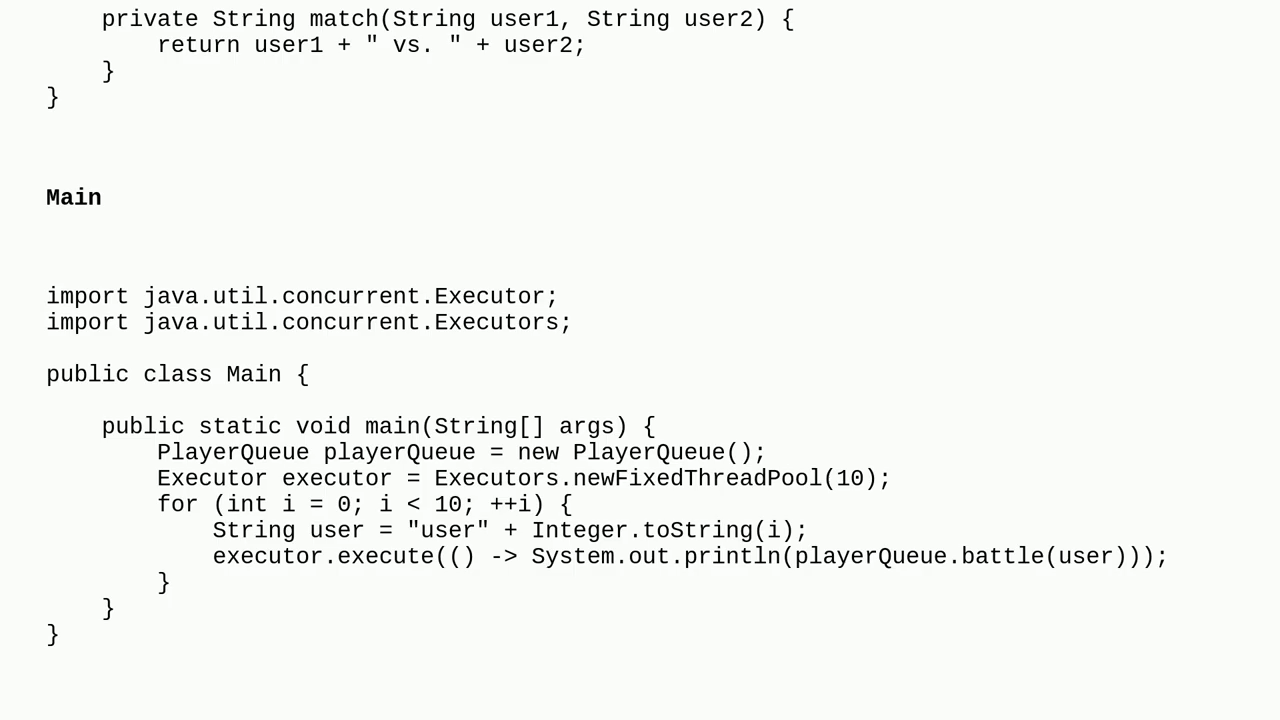 private String match(String user1, String user2) {
        return user1 + " vs. " + user2;
    }
}
Main
import java.util.concurrent.Executor;
import java.util.concurrent.Executors;
public class Main {
    public static void main(String[] args) {
        PlayerQueue playerQueue = new PlayerQueue();
        Executor executor = Executors.newFixedThreadPool(10);
        for (int i = 0; i < 10; ++i) {
            String user = "user" + Integer.toString(i);
            executor.execute(() -> System.out.println(playerQueue.battle(user)));
        }
    }
}